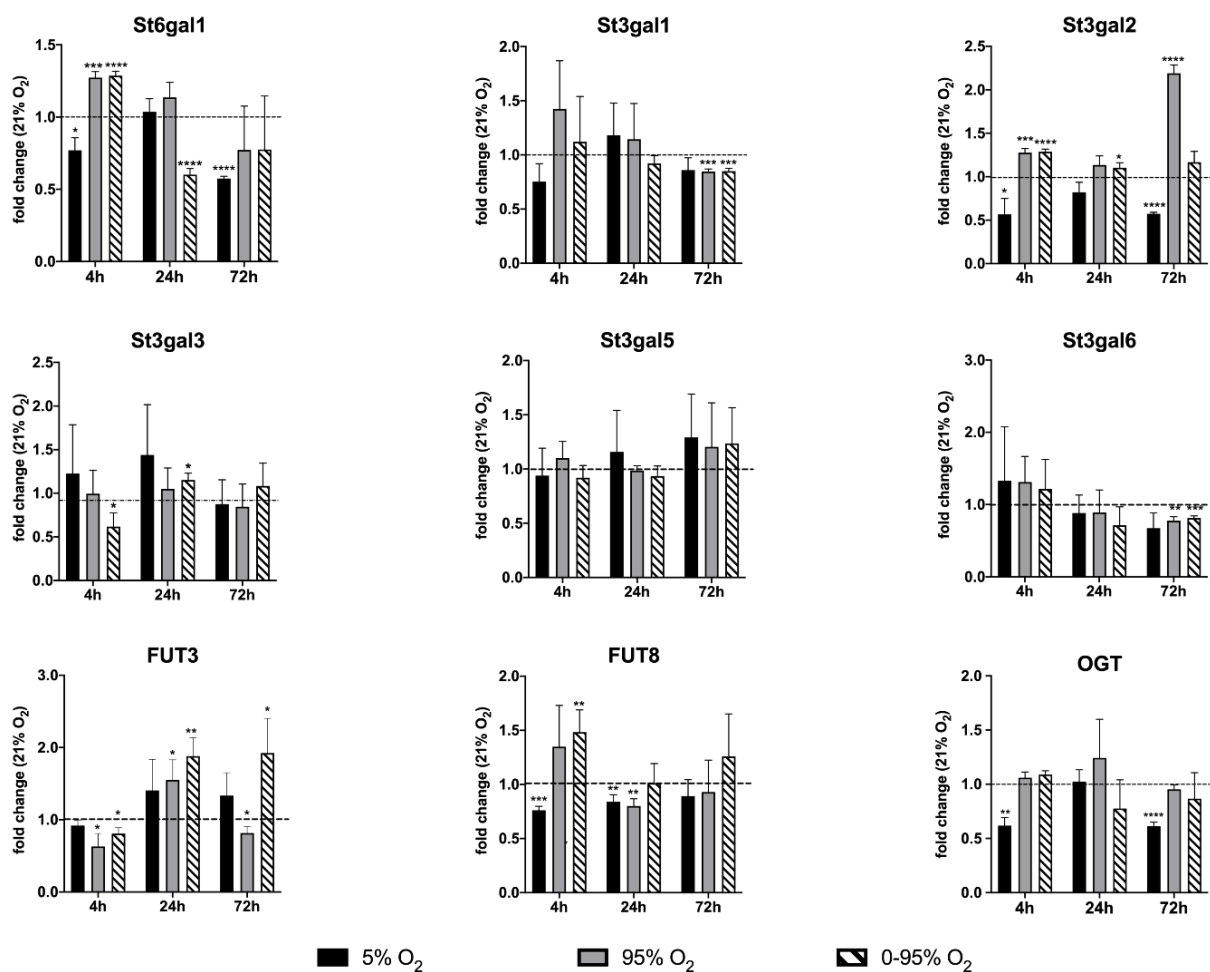 St6gal1
fold change (21% O2)
1.5
1.0
0.5
0.0
*
***
****
****
****
4h
24h
72h
St3gal1
fold change (21% O2)
2.0
1.5
1.0
0.5
0.0
***
***
4h
24h
72h
St3gal2
fold change (21% O2)
2.5
2.0
1.5
1.0
0.5
0.0
*
***
****
*
****
****
4h
24h
72h
St3gal3
fold change (21% O2)
2.5
2.0
1.5
1.0
0.5
0.0
*
*
4h
24h
72h
St3gal5
fold change (21% O2)
2.0
1.5
1.0
0.5
0.0
4h
24h
72h
St3gal6
fold change (21% O2)
3.0
2.0
1.5
1.0
0.5
0.0
**
***
4h
24h
72h
FUT3
fold change (21% O2)
3.0
2.0
1.0
0.0
*
*
*
**
*
*
4h
24h
72h
FUT8
fold change (21% O2)
2.0
1.5
1.0
0.5
0.0
***
**
**
**
4h
24h
72h
OGT
fold change (21% O2)
2.0
1.5
1.0
0.5
0.0
**
****
4h
24h
72h
5% O2
95% O2
0-95% O2